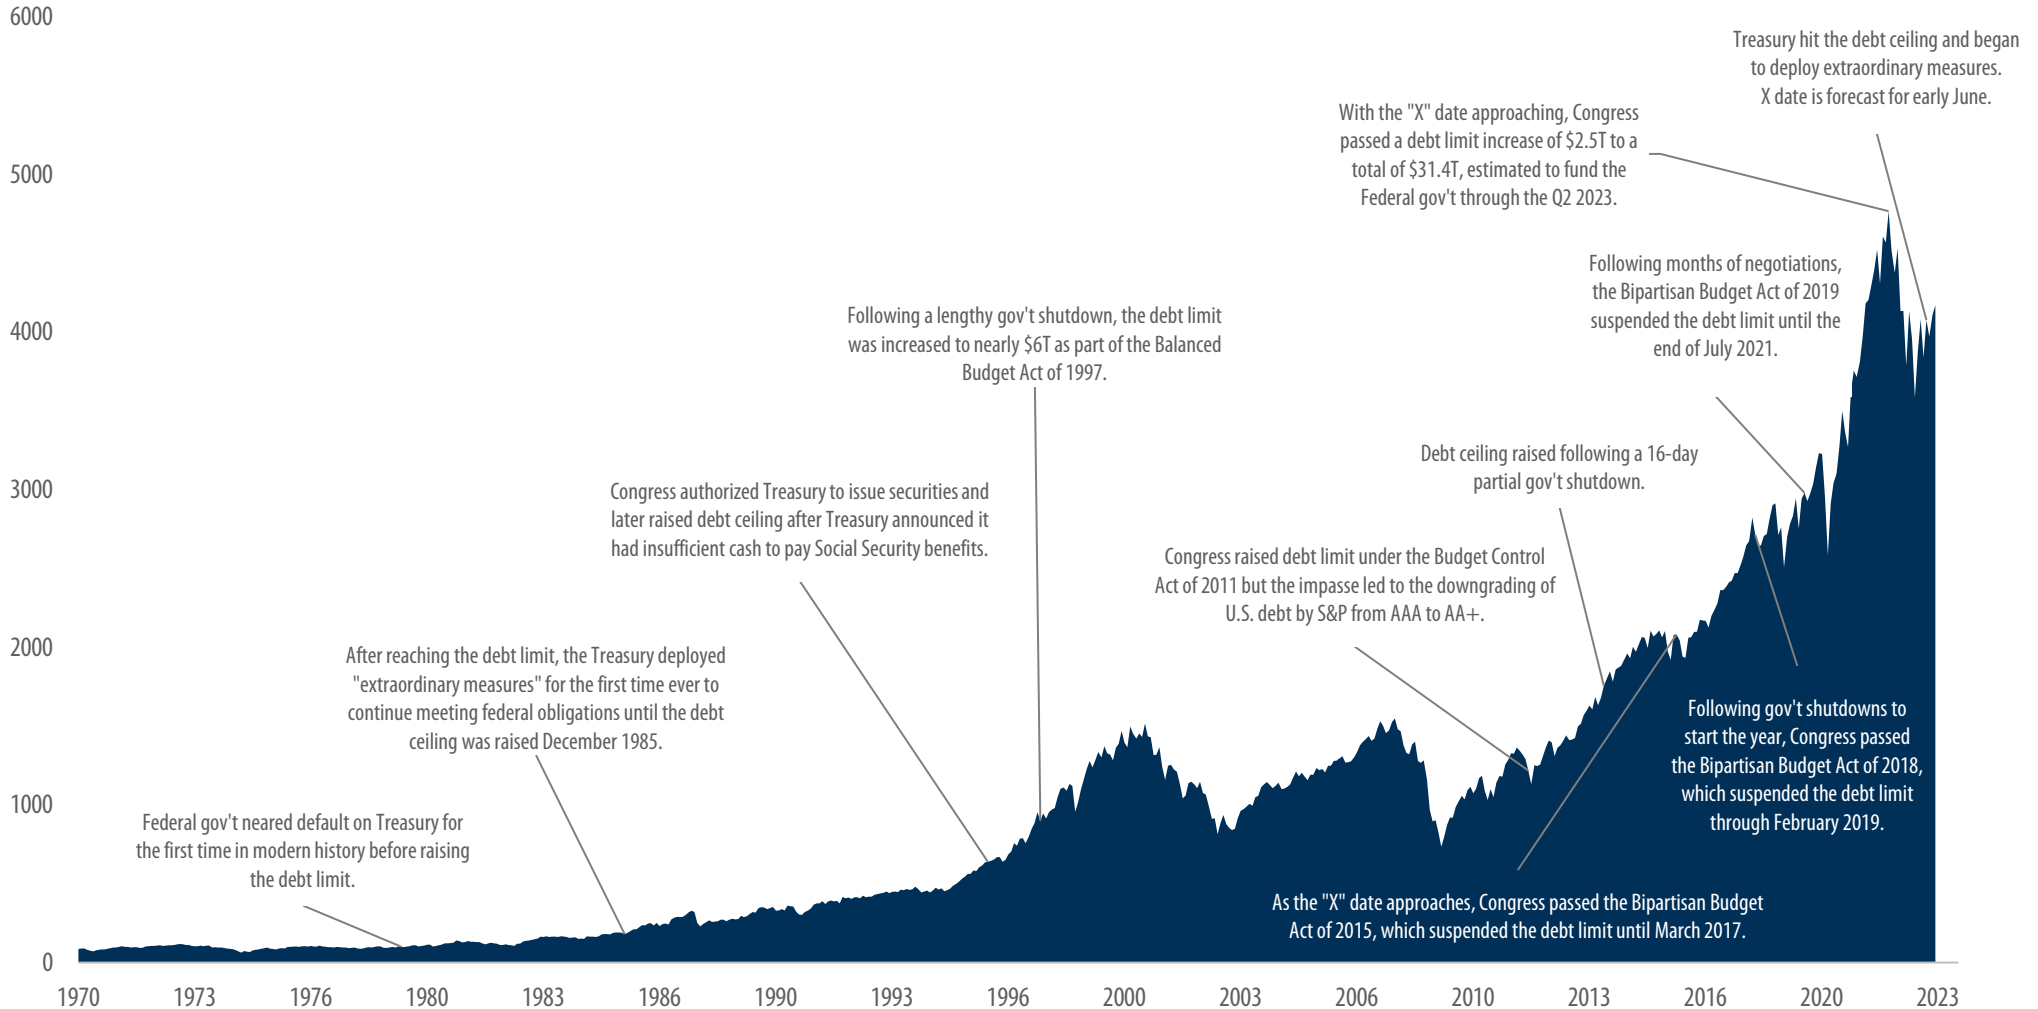 6000
5000
4000
3000
2000
1000
0
Federal gov't neared default on Treasury for
the first time in modern history before raising
the debt limit.
After reaching the debt limit, the Treasury deployed
"extraordinary measures" for the first time ever to
continue meeting federal obligations until the debt
ceiling was raised December 1985.
Congress authorized Treasury to issue securities and
later raised debt ceiling after Treasury announced it
had insufficient cash to pay Social Security benefits.
Following a lengthy gov't shutdown, the debt limit
was increased to nearly $6T as part of the Balanced
Budget Act of 1997.
Congress raised debt limit under the Budget Control
Act of 2011 but the impasse led to the downgrading of
U.S. debt by S&P from AAA to AA+.
Debt ceiling raised following a 16-day
partial gov't shutdown.
As the "X" date approaches, Congress passed the Bipartisan Budget
Act of 2015, which suspended the debt limit until March 2017.
Following gov't shutdowns to
start the year, Congress passed
the Bipartisan Budget Act of 2018,
which suspended the debt limit
through February 2019.
Following months of negotiations,
the Bipartisan Budget Act of 2019
suspended the debt limit until the
end of July 2021.
With the "X" date approaching, Congress
passed a debt limit increase of $2.5T to a
total of $31.4T, estimated to fund the
Federal gov't through the Q2 2023.
Treasury hit the debt ceiling and began
to deploy extraordinary measures.
X date is forecast for early June.
1970 1973 1976 1980 1983 1986 1990 1993 1996 2000 2003 2006 2010 2013 2016 2020 2023